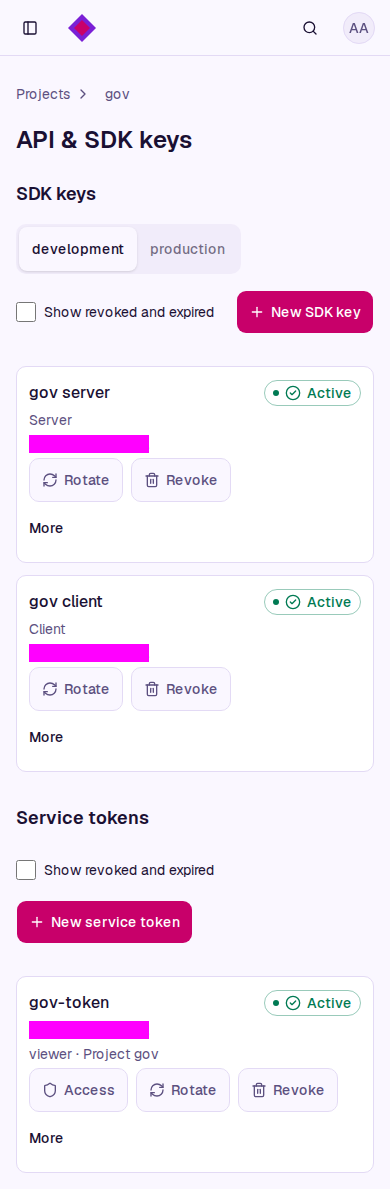 AA
Projects
gov
API & SDK keys
SDK keys
development
production
Show revoked and expired
New SDK key
gov server
Active
Server
Rotate
Revoke
More
gov client
Active
Client
Rotate
Revoke
More
Service tokens
Show revoked and expired
New service token
gov-token
Active
viewer · Project gov
Access
Rotate
Revoke
More